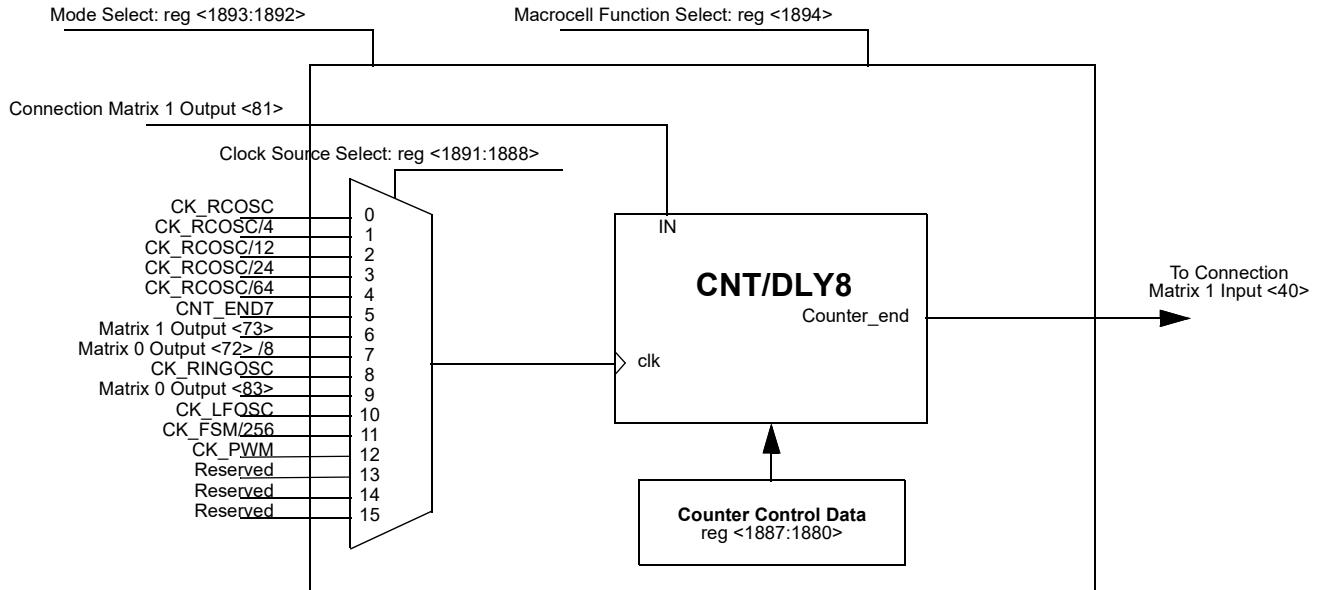 Mode Select: reg <1893:1892>
Macrocell Function Select: reg <1894>
Connection Matrix 1 Output <81>
Clock Source Select: reg <1891:1888>
CK_RCOSC 0
CK_RCOSC/4 1
CK_RCOSC/12 2
CK_RCOSC/24 3
CK_RCOSC/64 4
CNT_END7 5
Matrix 1 Output <73> 6
Matrix 0 Output <72> /8 7
CK_RINGOSC 8
Matrix 0 Output <83> 9
CK_LFOSC 10
CK_FSM/256 11
CK_PWM 12
Reserved 13
Reserved 14
Reserved 15
IN
CNT/DLY8
Counter_end
clk
To Connection
Matrix 1 Input <40>
Counter Control Data
reg <1887:1880>